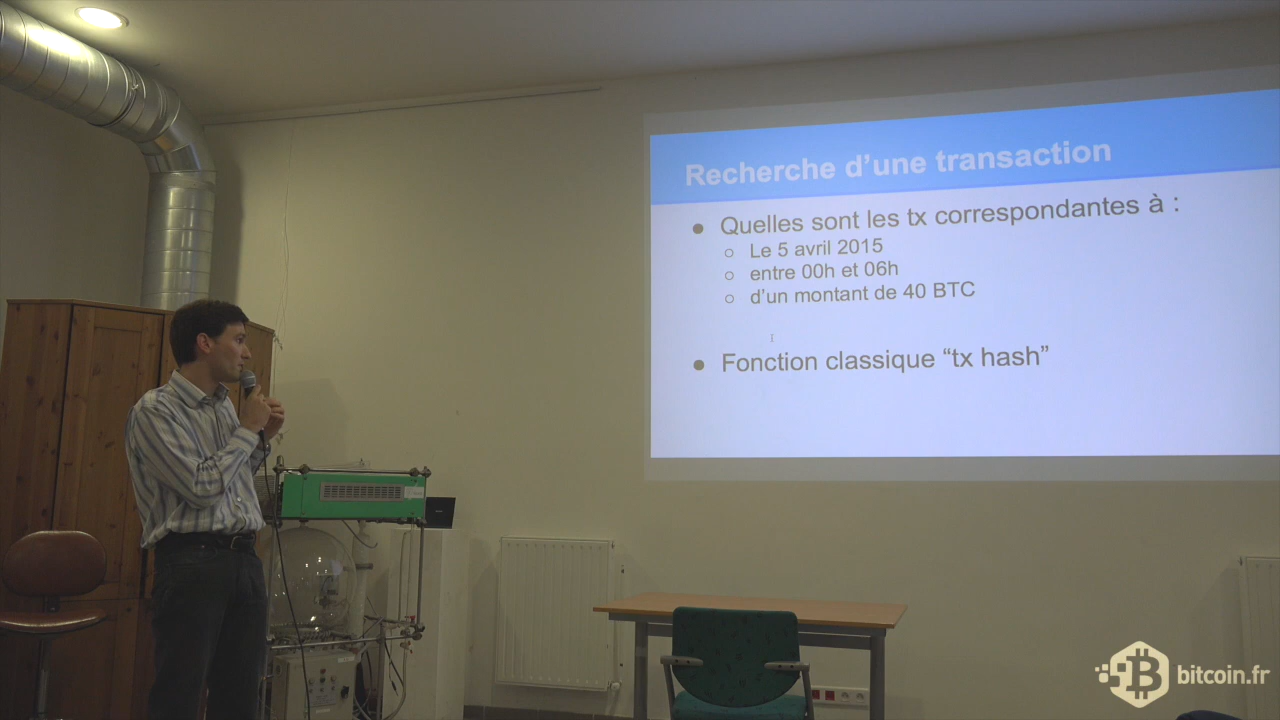 Recherche d'une transaction
● Quelles sont les tx correspondantes à :
○ Le 5 avril 2015
○ entre 00h et 06h
○ d'un montant de 40 BTC
● Fonction classique “tx hash”
bitcoin.fr